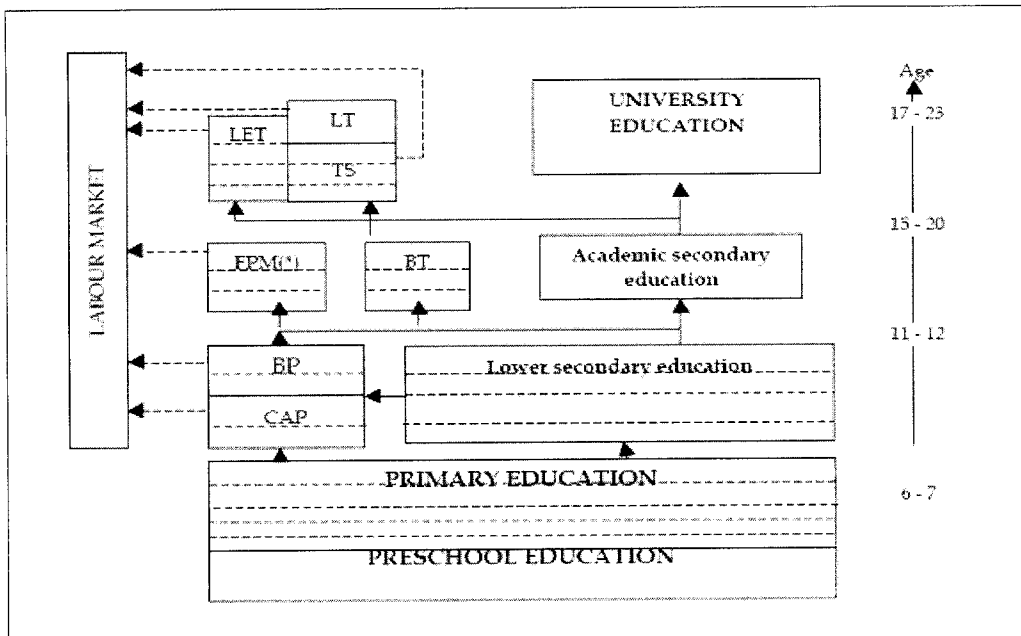 LABOUR MARKET
Age
UNIVERSITY
EDUCATION
17 - 23
LT
LET
TS
15 - 20
EPM(*)
BT
Academic secondary
education
11 - 12
BP
Lower secondary education
CAP
PRIMARY EDUCATION
6 - 7
PRESCHOOL EDUCATION